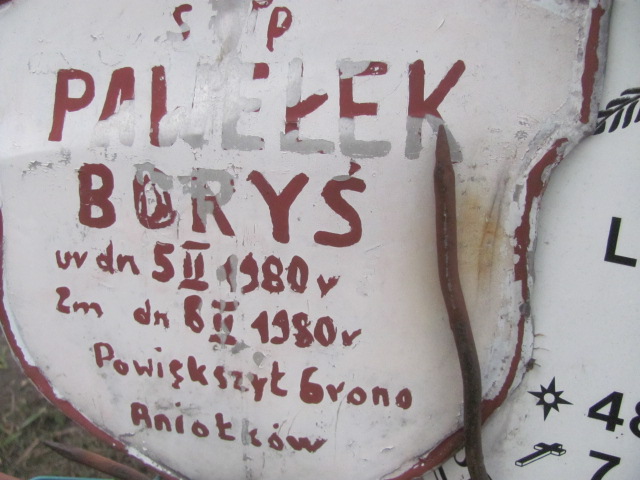 Ś P
PAWEŁEK
BORYŚ
ur dn 5 II 1980 r
Zm dn 8 II 1980 r
Powiększył Grono
Aniołków
L
48
7